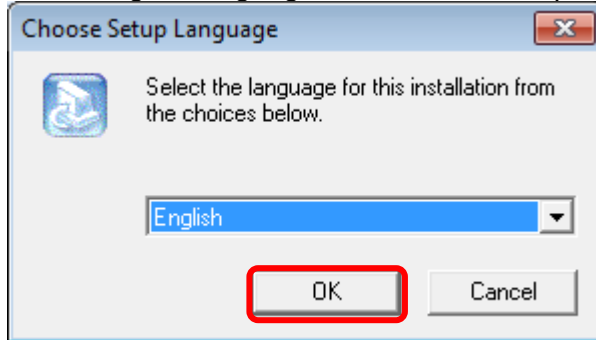 Choose Setup Language
Select the language for this installation from
the choices below.
English
OK
Cancel